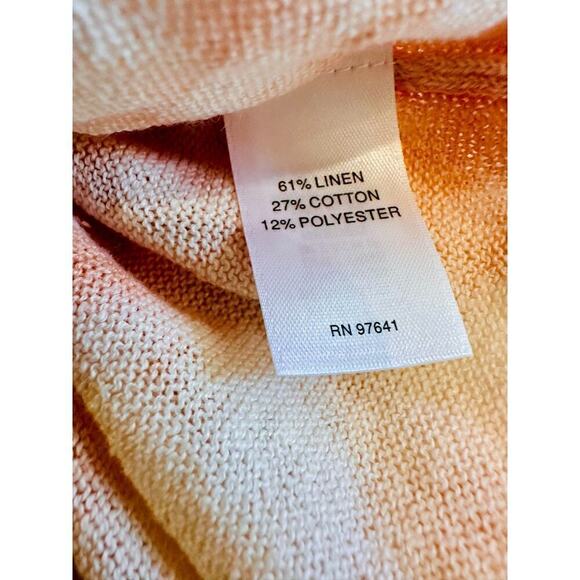 61% LINEN
27% COTTON
12% POLYESTER
RN 97641